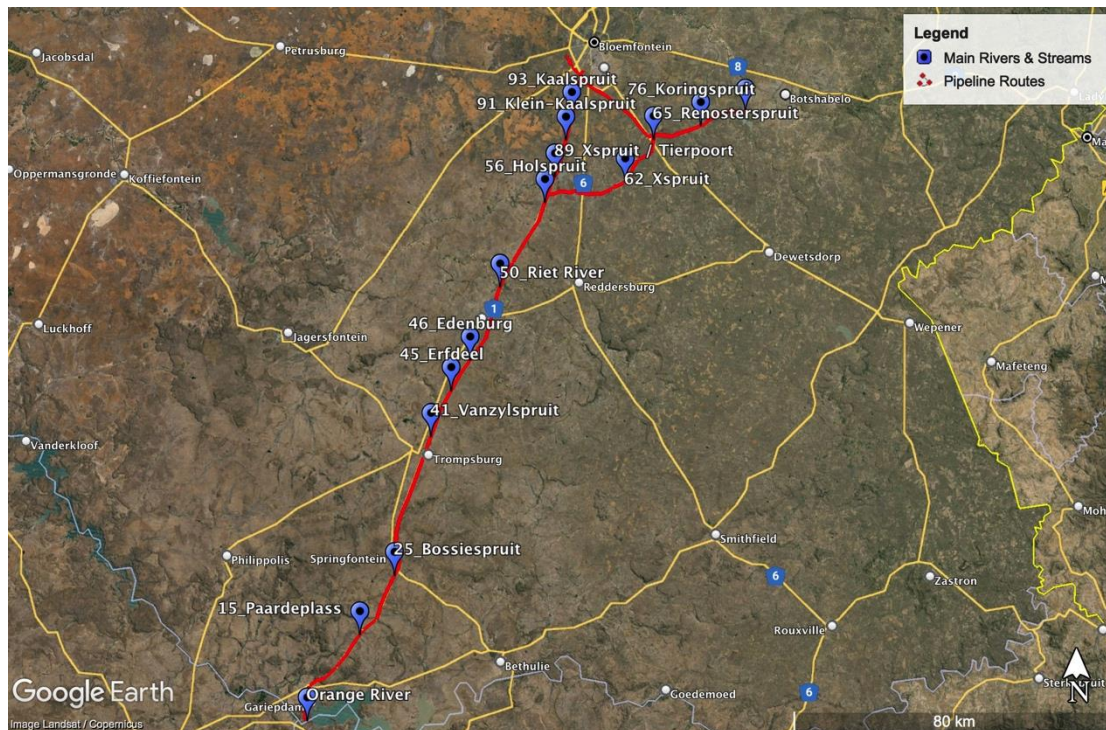 Legend
Main Rivers & Streams
Pipeline Routes
Jacobsdal
Petrusburg
Bloemfontein
8
93_Kaalspruit
76_Koringspruit
Botshabelo
91_Klein-Kaalspruit
65_Renosterspruit
89_Xspruit / Tierpoort
56_Holspruit
Oppermansgronde
Koffiefontein
6
62_Xspruit
Dewetsdorp
50_Riet River
Reddersburg
1
Luckhoff
46_Edenburg
Wepener
Jagersfontein
45_Erfdeel
Mafeteng
41_Vanzylspruit
Vanderkloof
Trompsburg
Smithfield
25_Bossiespruit
Philippolis
Springfontein
6
Zastron
15_Paardeplass
Rouxville
Bethulie
Goedemoed
N
Google Earth
Orange River
Gariepdam
6
Image Landsat / Copernicus
80 km